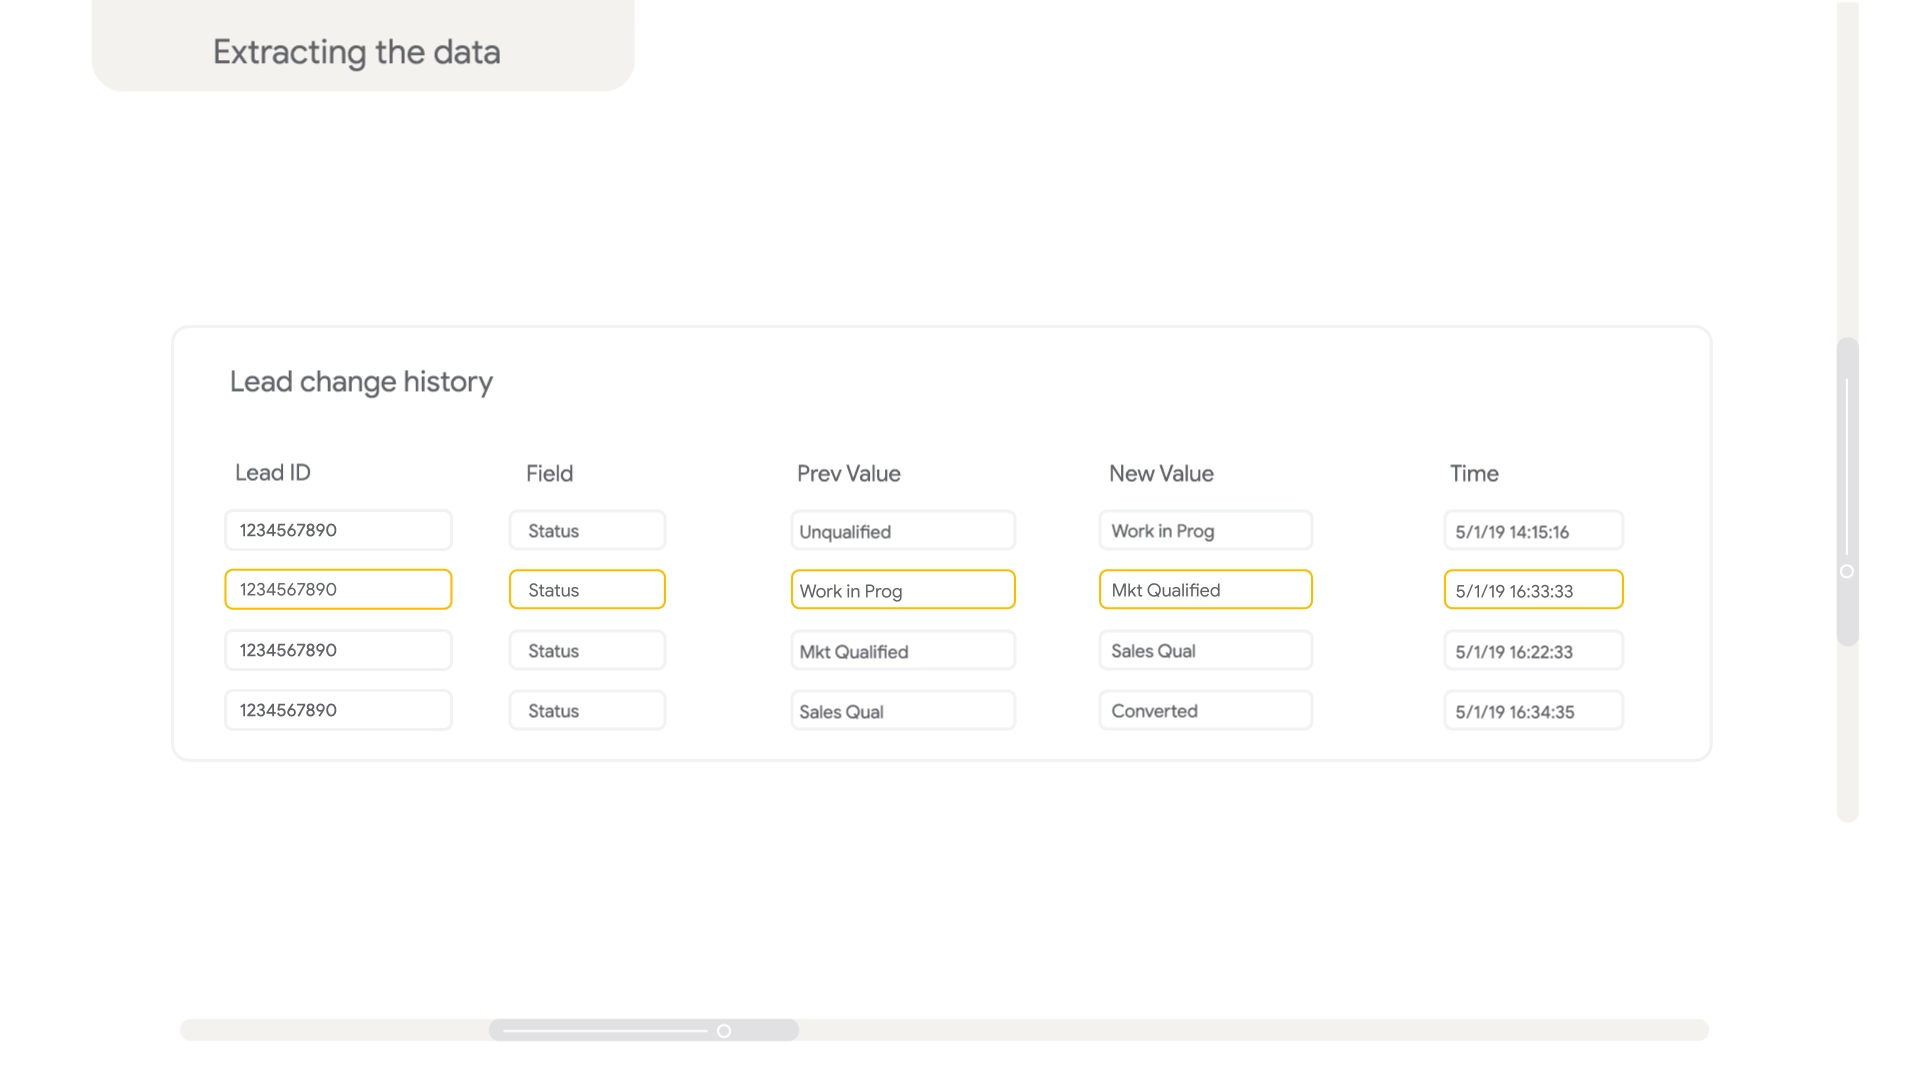 Extracting the data
Lead change history
Lead ID Field Prev Value New Value Time
1234567890 Status Unqualified Work in Prog 5/1/19 14:15:16
1234567890 Status Work in Prog Mkt Qualified 5/1/19 16:33:33
1234567890 Status Mkt Qualified Sales Qual 5/1/19 16:22:33
1234567890 Status Sales Qual Converted 5/1/19 16:34:35